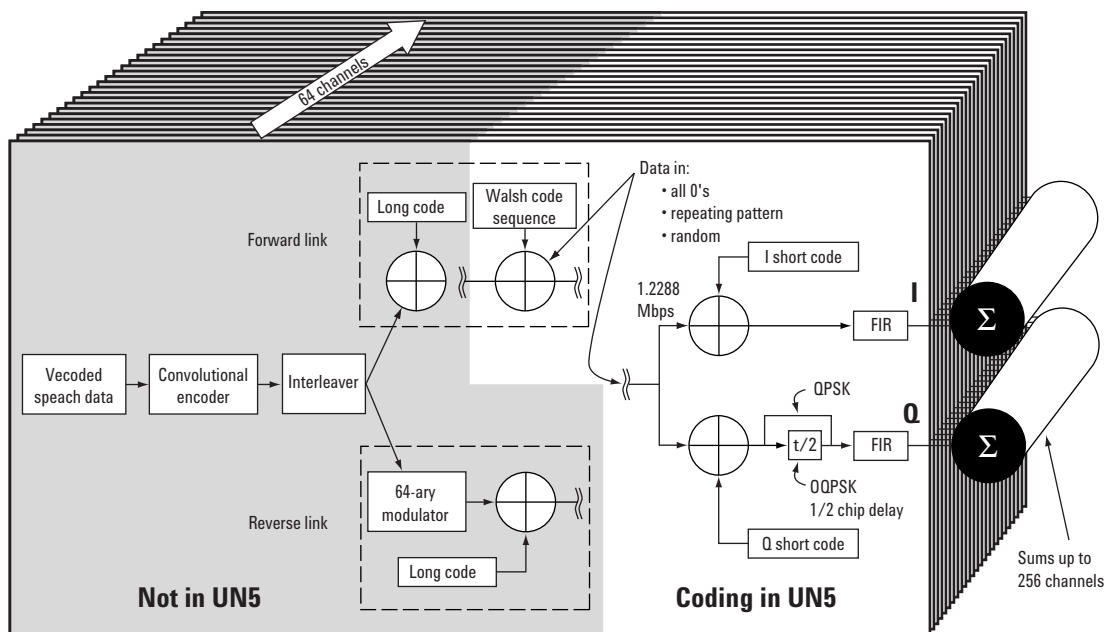 64 channels
Long code
Walsh code
sequence
Data in:
• all 0's
• repeating pattern
• random
Forward link
I short code
1.2288
Mbps
I
FIR
Σ
Vecoded
speach data
Convolutional
encoder
Interleaver
QPSK
Q
t/2
FIR
Σ
OQPSK
1/2 chip delay
64-ary
modulator
Reverse link
Q short code
Long code
Sums up to
256 channels
Not in UN5
Coding in UN5